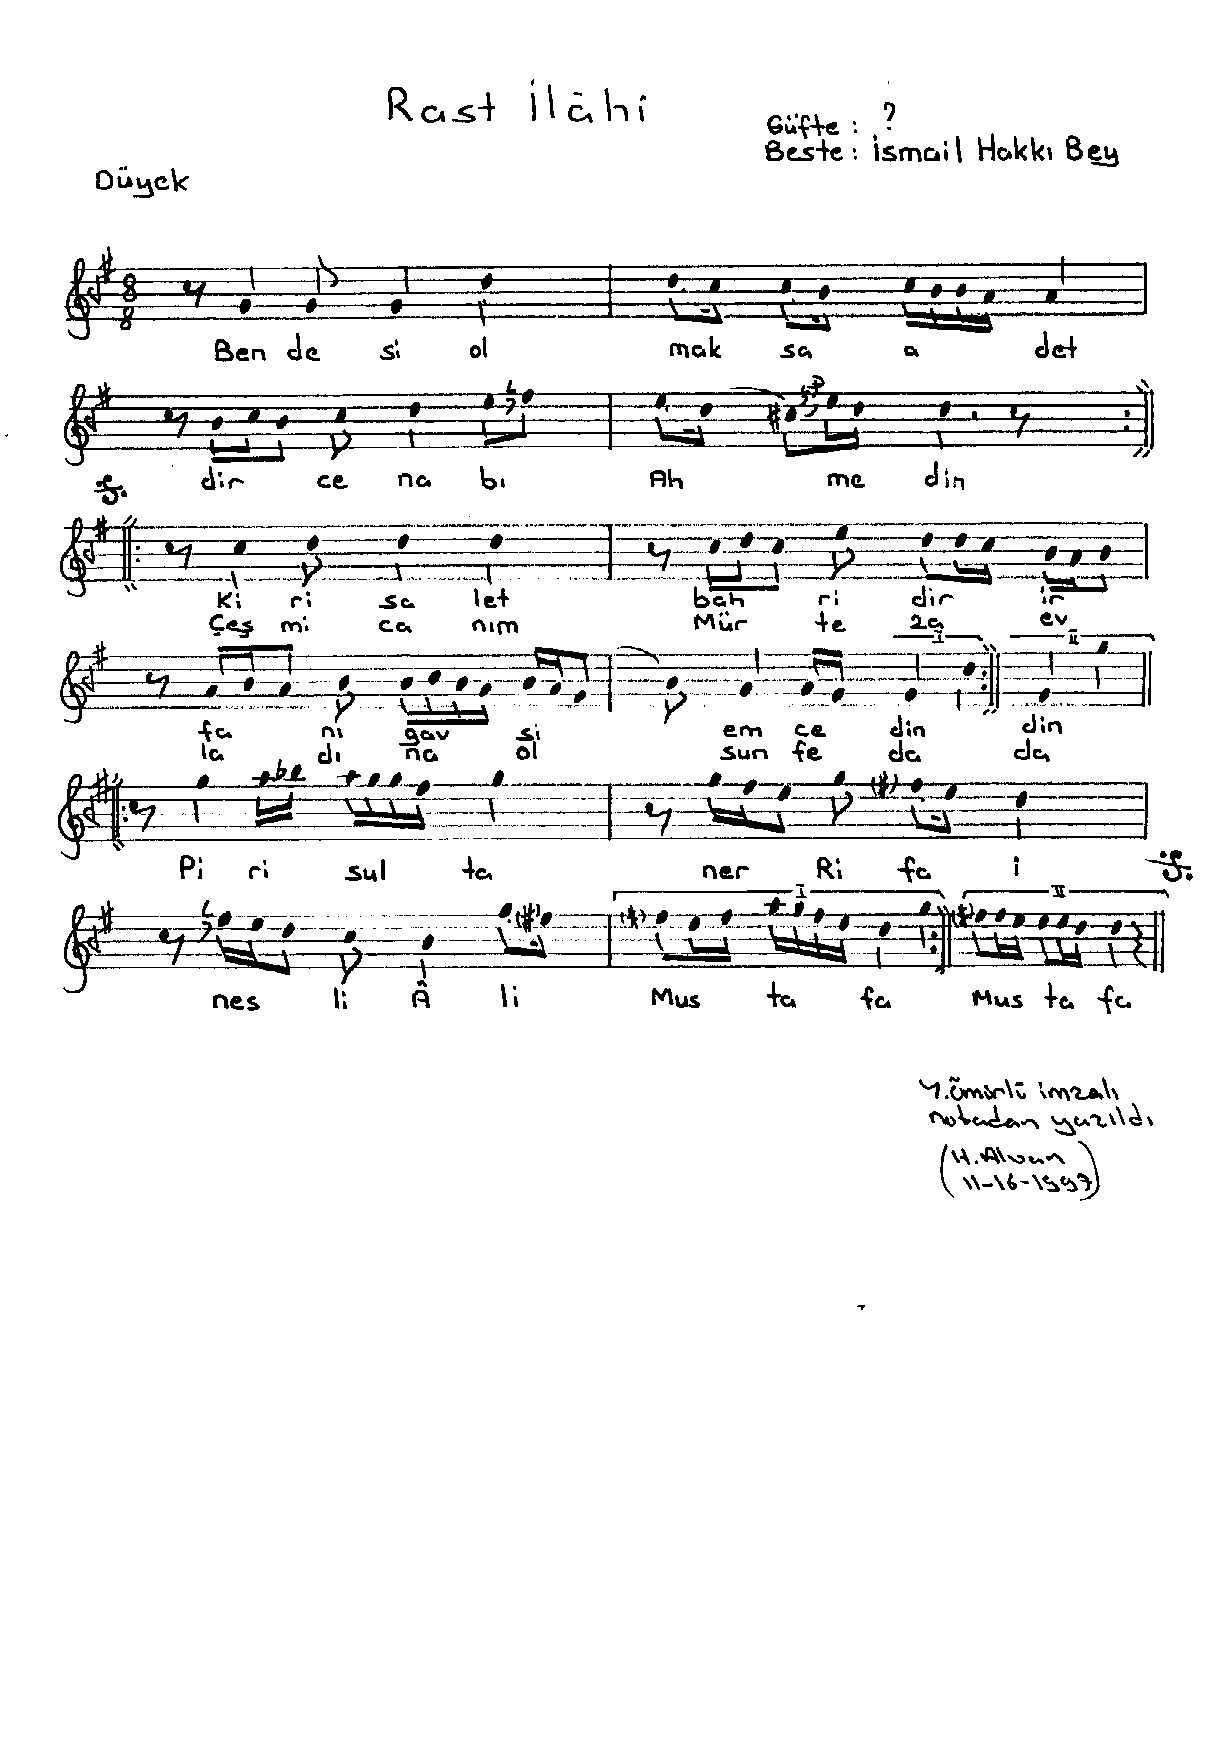 Rast İlâhi
Güfte : ?
Beste : İsmail Hakkı Bey
Düyek
8
8
Ben de si ol mak sa a det
dir ce na bı Ah me din
Ki ri sa let bah ri dir ir
Çeş mi ca nım Mür te za ev
I II
fa ni gav si em ce din din
la dı na ol sun fe da da
Pi ri sul ta ner Ri fa i
I II
nes li Â li Mus ta fa Mus ta fa
Y. Ömürlü imzalı
notadan yazıldı
(H. Alvan
11-16-1997)